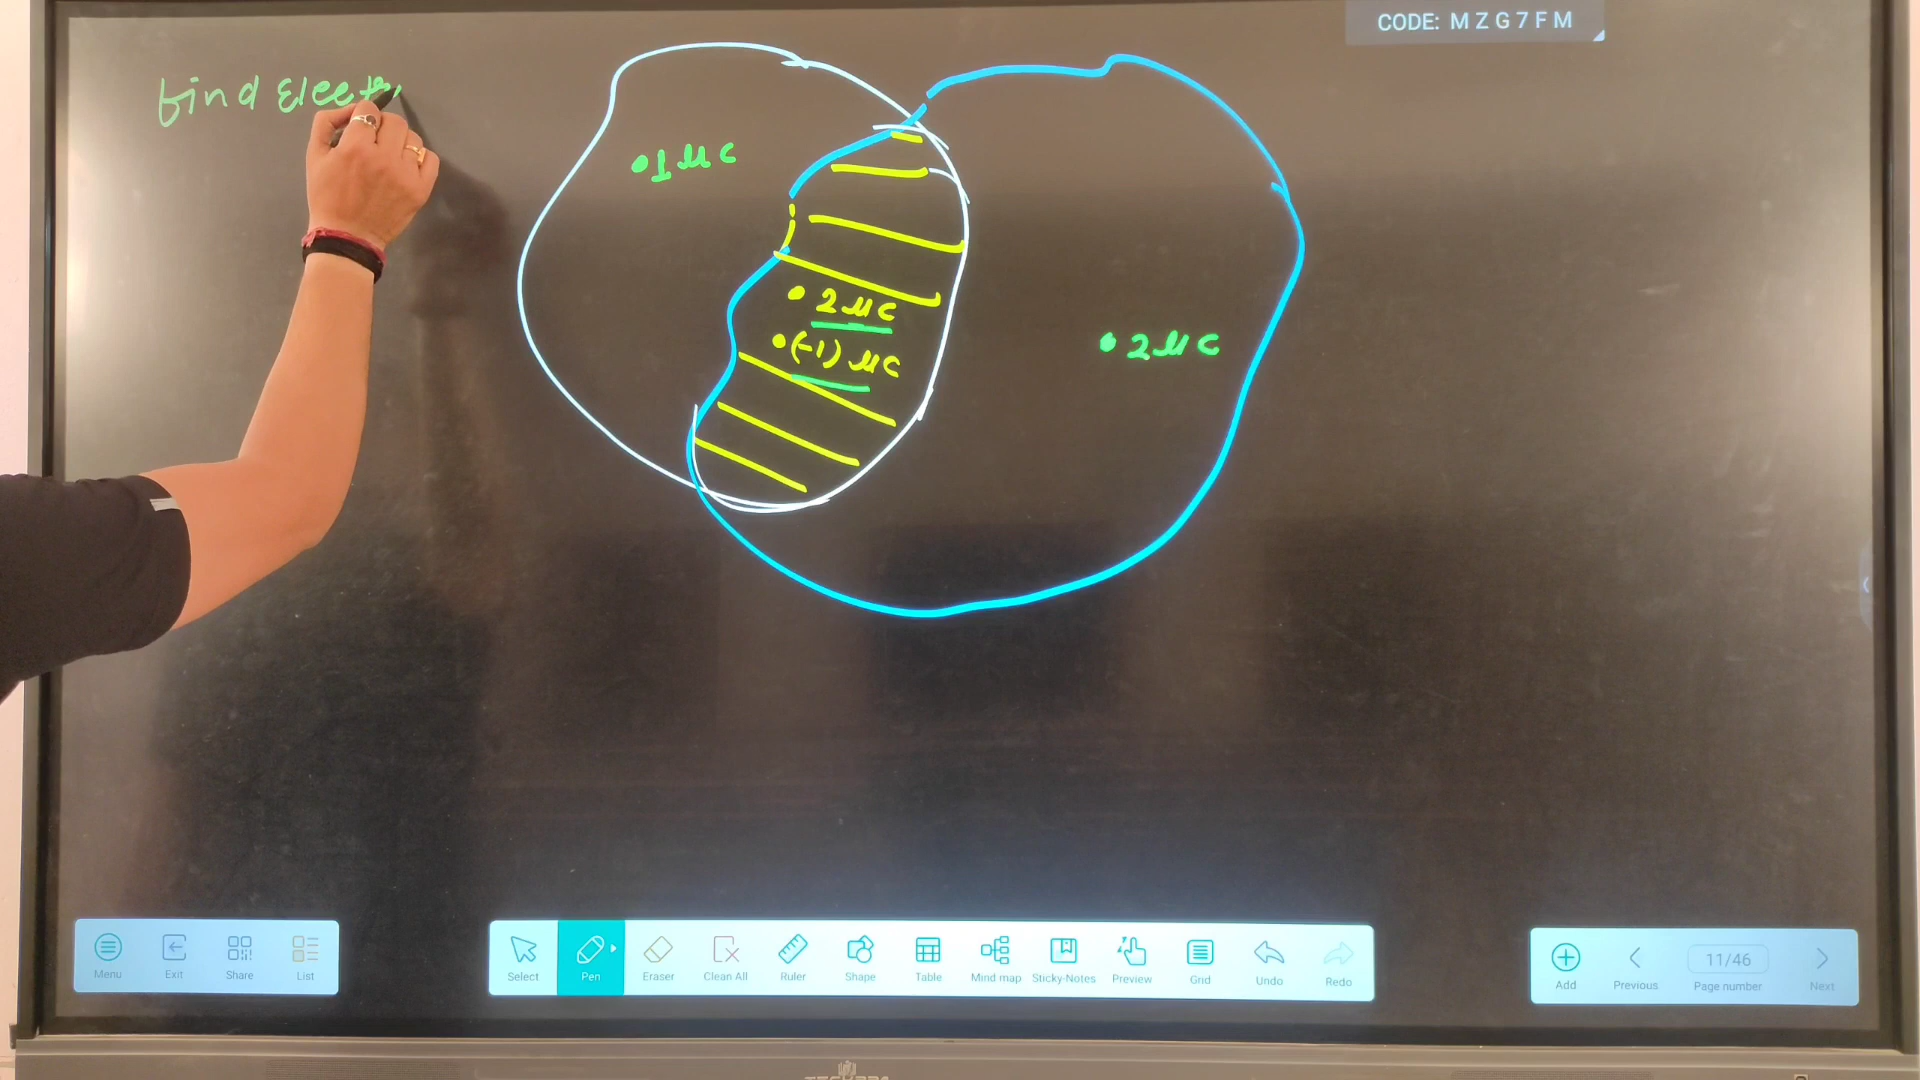 CODE: MZG7FM
find Electr
•1 μC
• 2 μC
•(-1) μC
• 2 μC
Menu
Exit
Share
List
Select
Pen
Eraser
Clean All
Ruler
Shape
Table
Mind map
Sticky-Notes
Preview
Grid
Undo
Redo
Add
Previous
11/46
Page number
Next